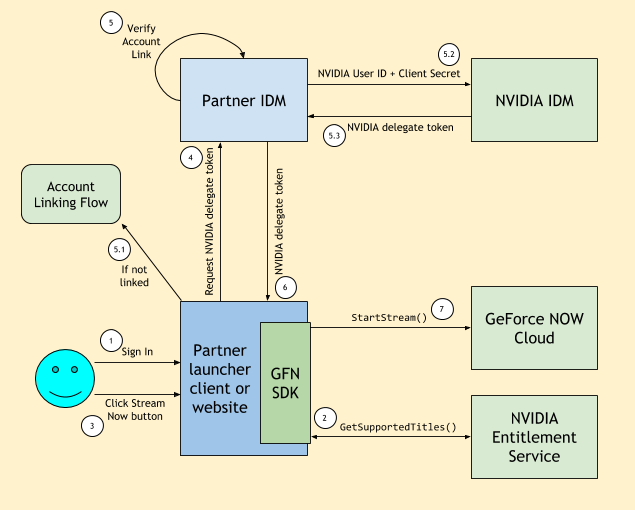 5
Verify
Account
Link
5.2
Partner IDM
NVIDIA User ID + Client Secret
NVIDIA IDM
NVIDIA delegate token
5.3
4
Request NVIDIA delegate token
NVIDIA delegate token
Account
Linking Flow
5.1
If not
linked
6
1
Sign In
Partner
launcher
client or
website
GFN
SDK
StartStream()
7
GeForce NOW
Cloud
Click Stream
Now button
3
2
GetSupportedTitles()
NVIDIA
Entitlement
Service